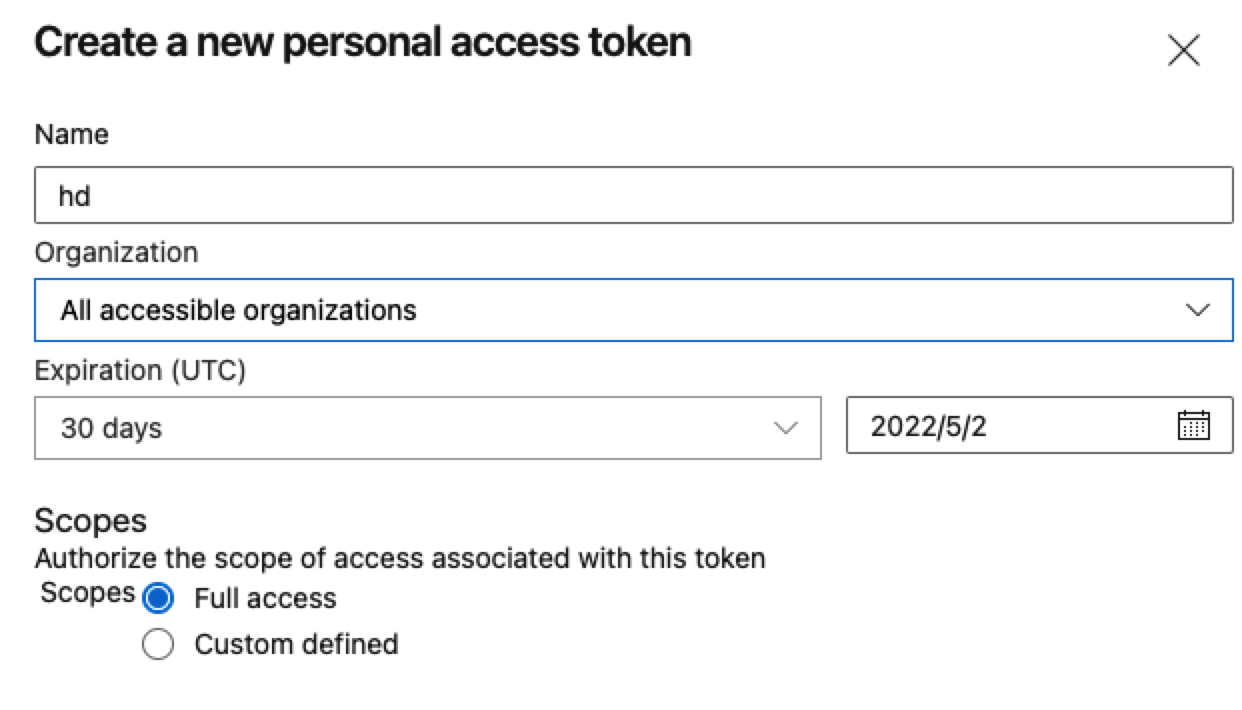 Create a new personal access token
Name
hd
Organization
All accessible organizations
Expiration (UTC)
30 days 2022/5/2
Scopes
Authorize the scope of access associated with this token
Scopes Full access
Custom defined